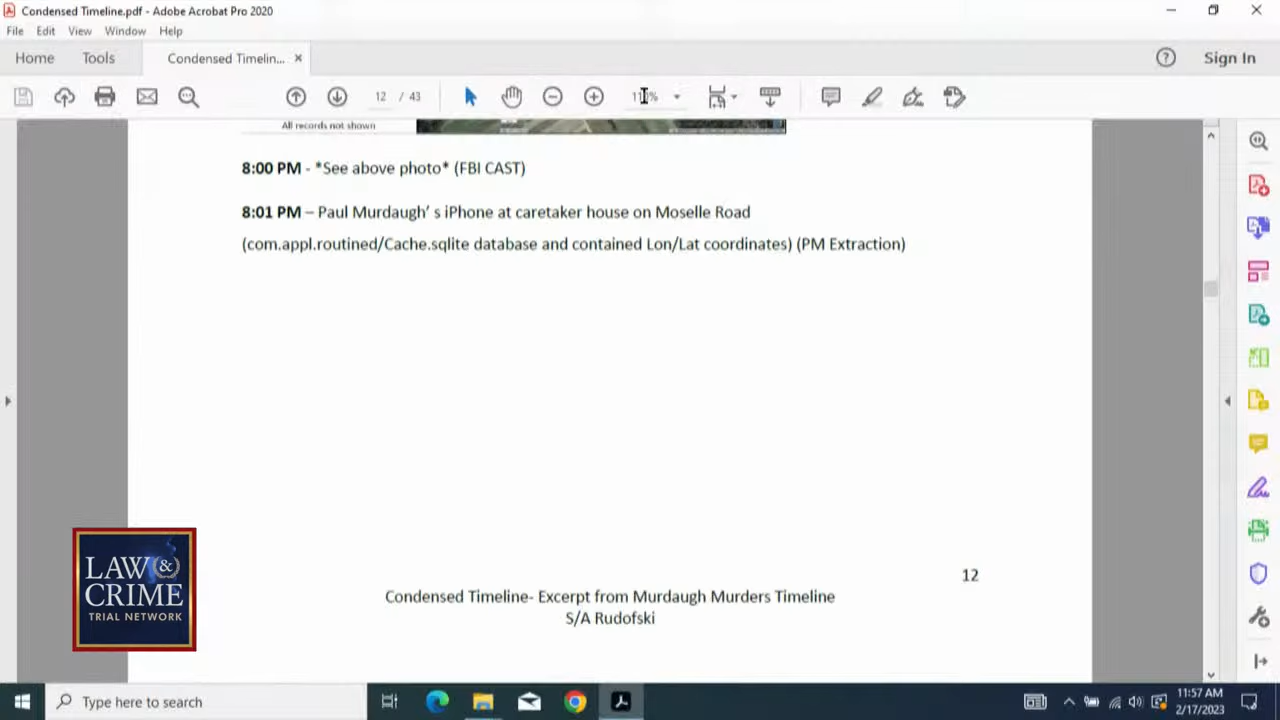 Condensed Timeline.pdf - Adobe Acrobat Pro 2020
File Edit View Window Help
Home Tools Condensed Timelin... × Sign In
12 / 43
All records not shown
8:00 PM - *See above photo* (FBI CAST)
8:01 PM – Paul Murdaugh' s iPhone at caretaker house on Moselle Road
(com.appl.routined/Cache.sqlite database and contained Lon/Lat coordinates) (PM Extraction)
12
Condensed Timeline- Excerpt from Murdaugh Murders Timeline
S/A Rudofski
LAW &
CRIME
TRIAL NETWORK
Type here to search
11:57 AM
2/17/2023